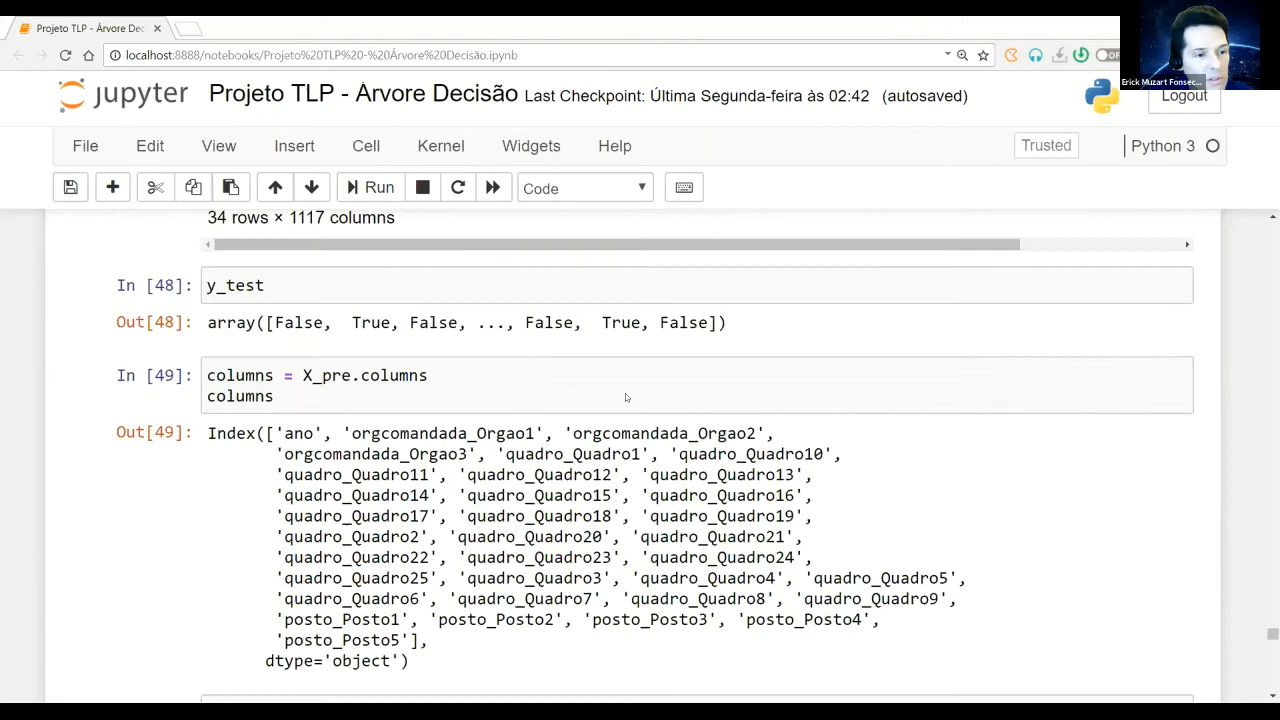 Projeto TLP - Árvore Dec
localhost:8888/notebooks/Projeto%20TLP%20-%20Árvore%20Decisão.ipynb
Erick Muzart Fonsec...
jupyter Projeto TLP - Árvore Decisão Last Checkpoint: Última Segunda-feira às 02:42 (autosaved)
Logout
File Edit View Insert Cell Kernel Widgets Help Trusted Python 3
Run Code
34 rows × 1117 columns
In [48]: y_test
Out[48]: array([False, True, False, ..., False, True, False])
In [49]: columns = X_pre.columns
columns
Out[49]: Index(['ano', 'orgcomandada_Orgao1', 'orgcomandada_Orgao2',
'orgcomandada_Orgao3', 'quadro_Quadro1', 'quadro_Quadro10',
'quadro_Quadro11', 'quadro_Quadro12', 'quadro_Quadro13',
'quadro_Quadro14', 'quadro_Quadro15', 'quadro_Quadro16',
'quadro_Quadro17', 'quadro_Quadro18', 'quadro_Quadro19',
'quadro_Quadro2', 'quadro_Quadro20', 'quadro_Quadro21',
'quadro_Quadro22', 'quadro_Quadro23', 'quadro_Quadro24',
'quadro_Quadro25', 'quadro_Quadro3', 'quadro_Quadro4', 'quadro_Quadro5',
'quadro_Quadro6', 'quadro_Quadro7', 'quadro_Quadro8', 'quadro_Quadro9',
'posto_Posto1', 'posto_Posto2', 'posto_Posto3', 'posto_Posto4',
'posto_Posto5'],
dtype='object')